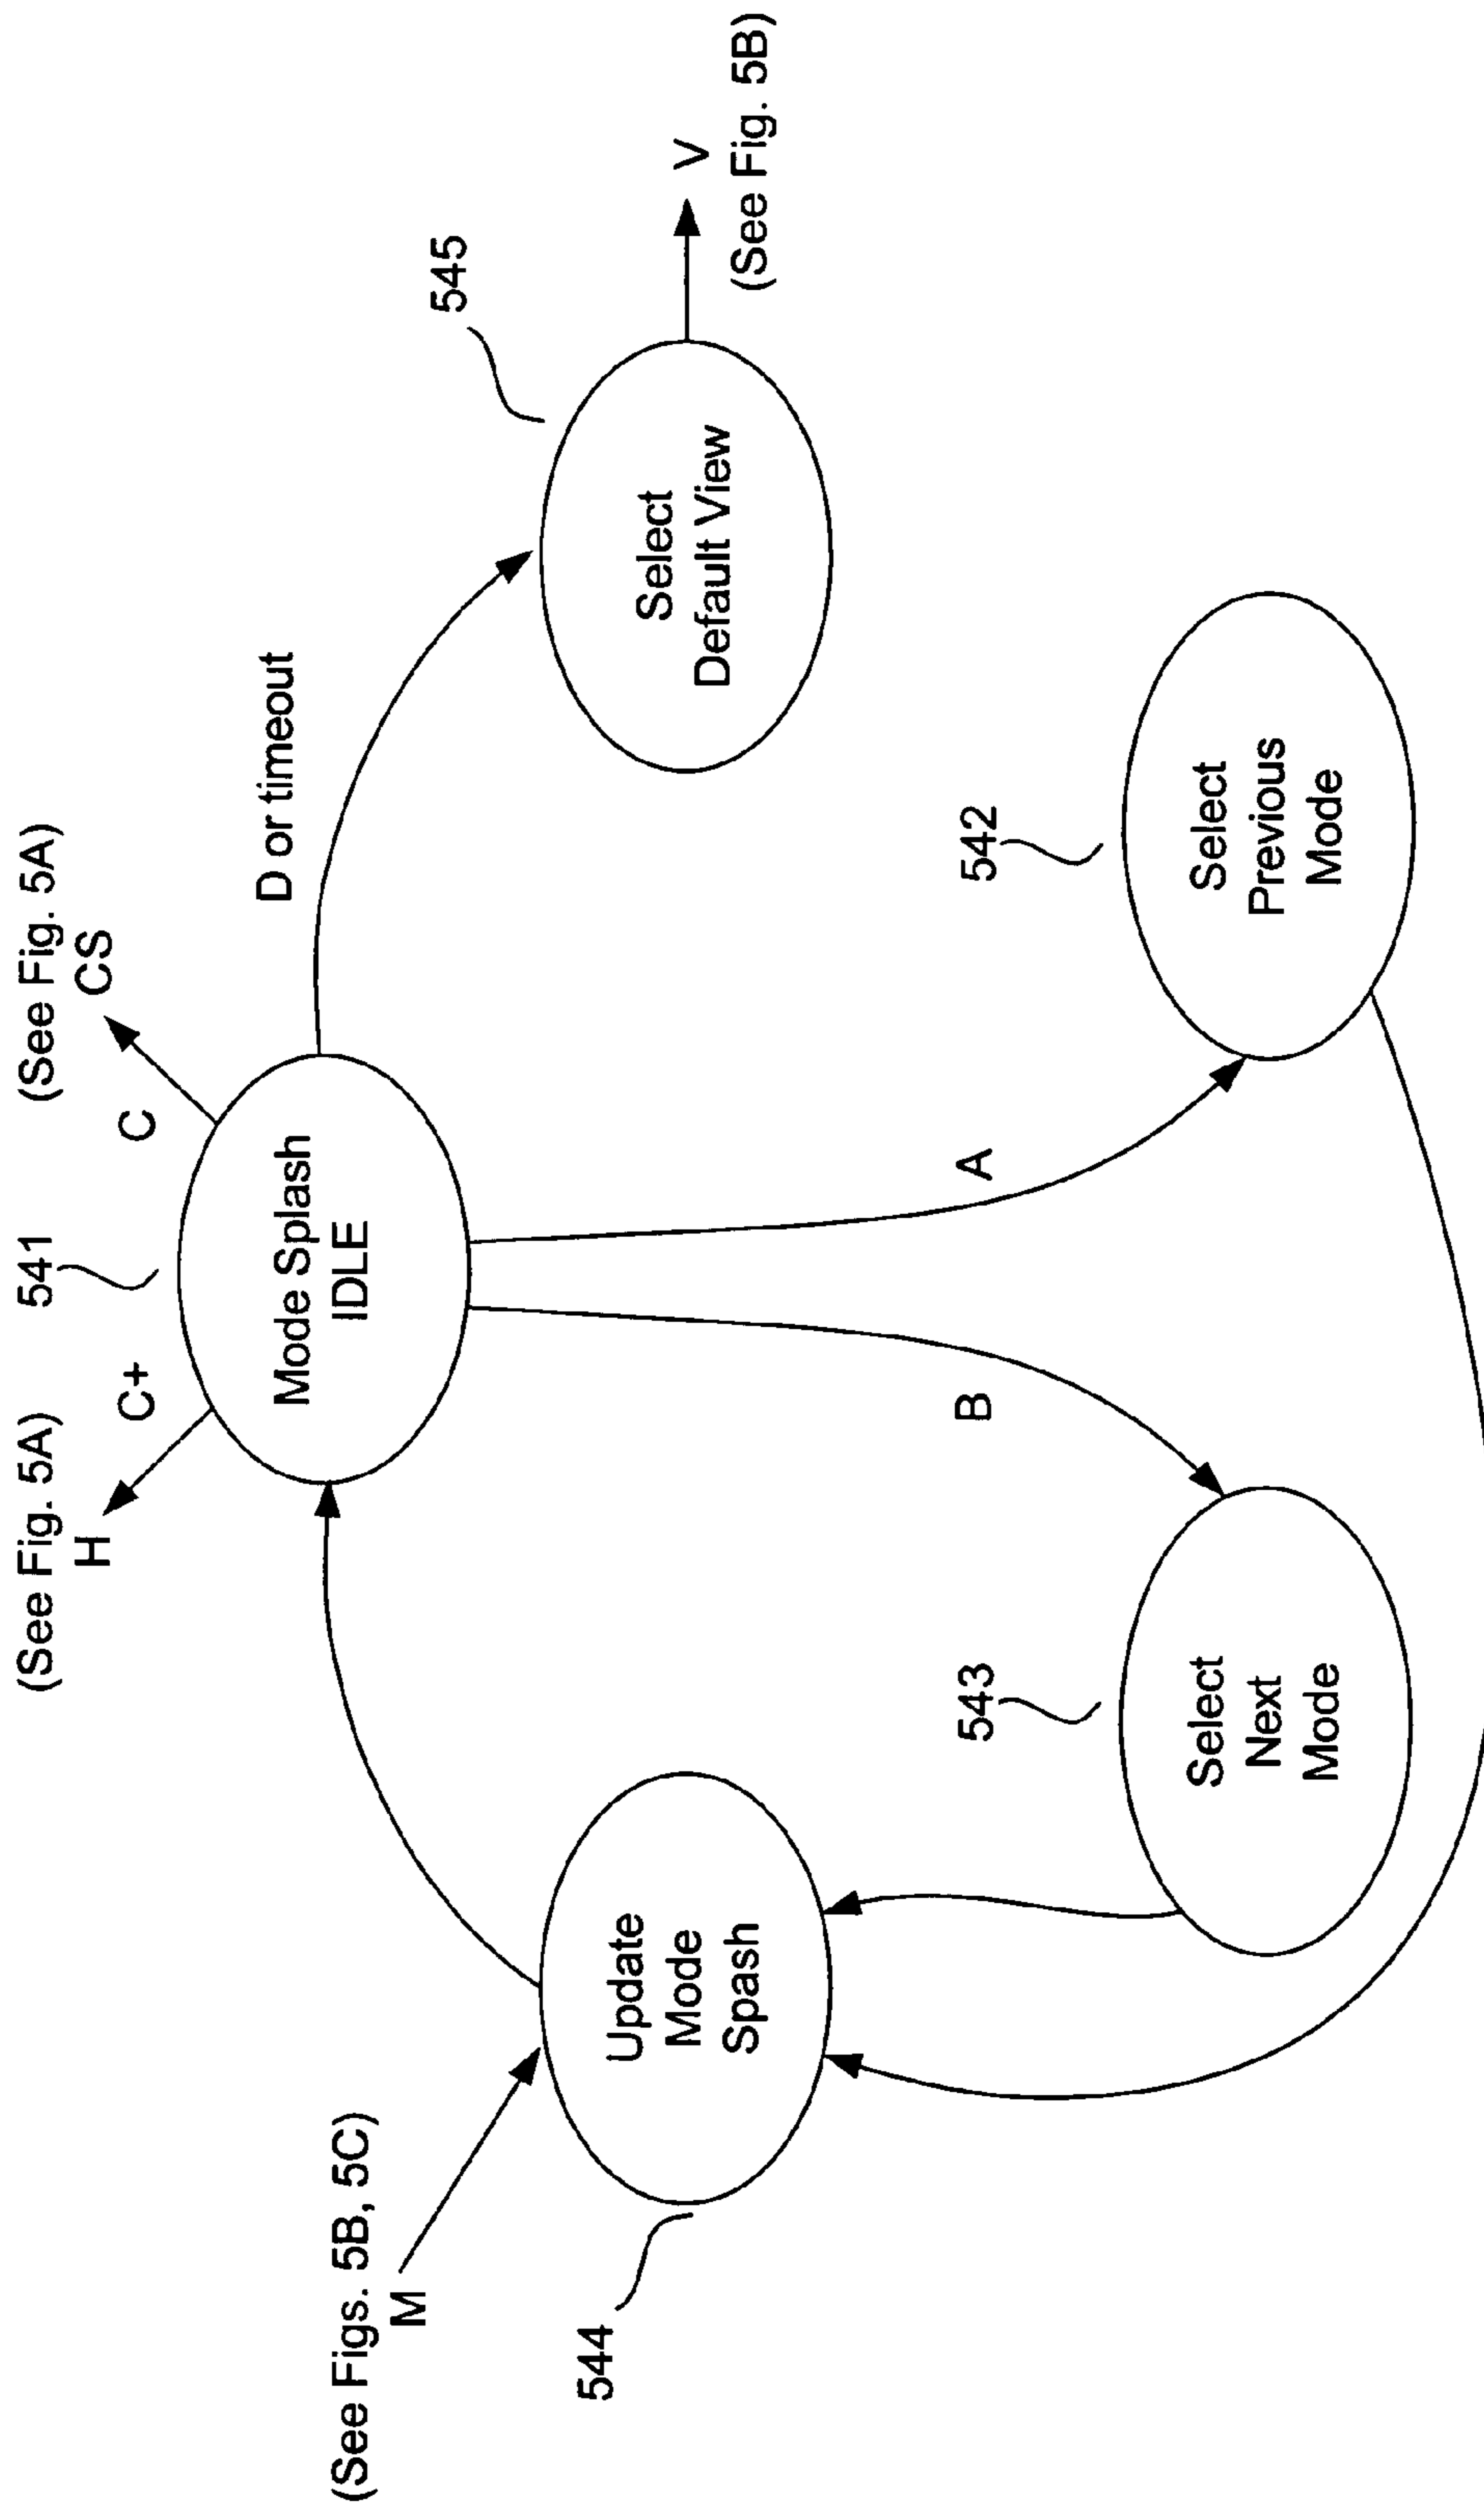 (See Fig. 5A)
H
C+
541
C
(See Fig. 5A)
CS
Mode Splash
IDLE
D or timeout
(See Figs. 5B, 5C)
M
544
Update
Mode
Spash
545
Select
Default View
V
(See Fig. 5B)
B
A
543
Select
Next
Mode
542
Select
Previous
Mode